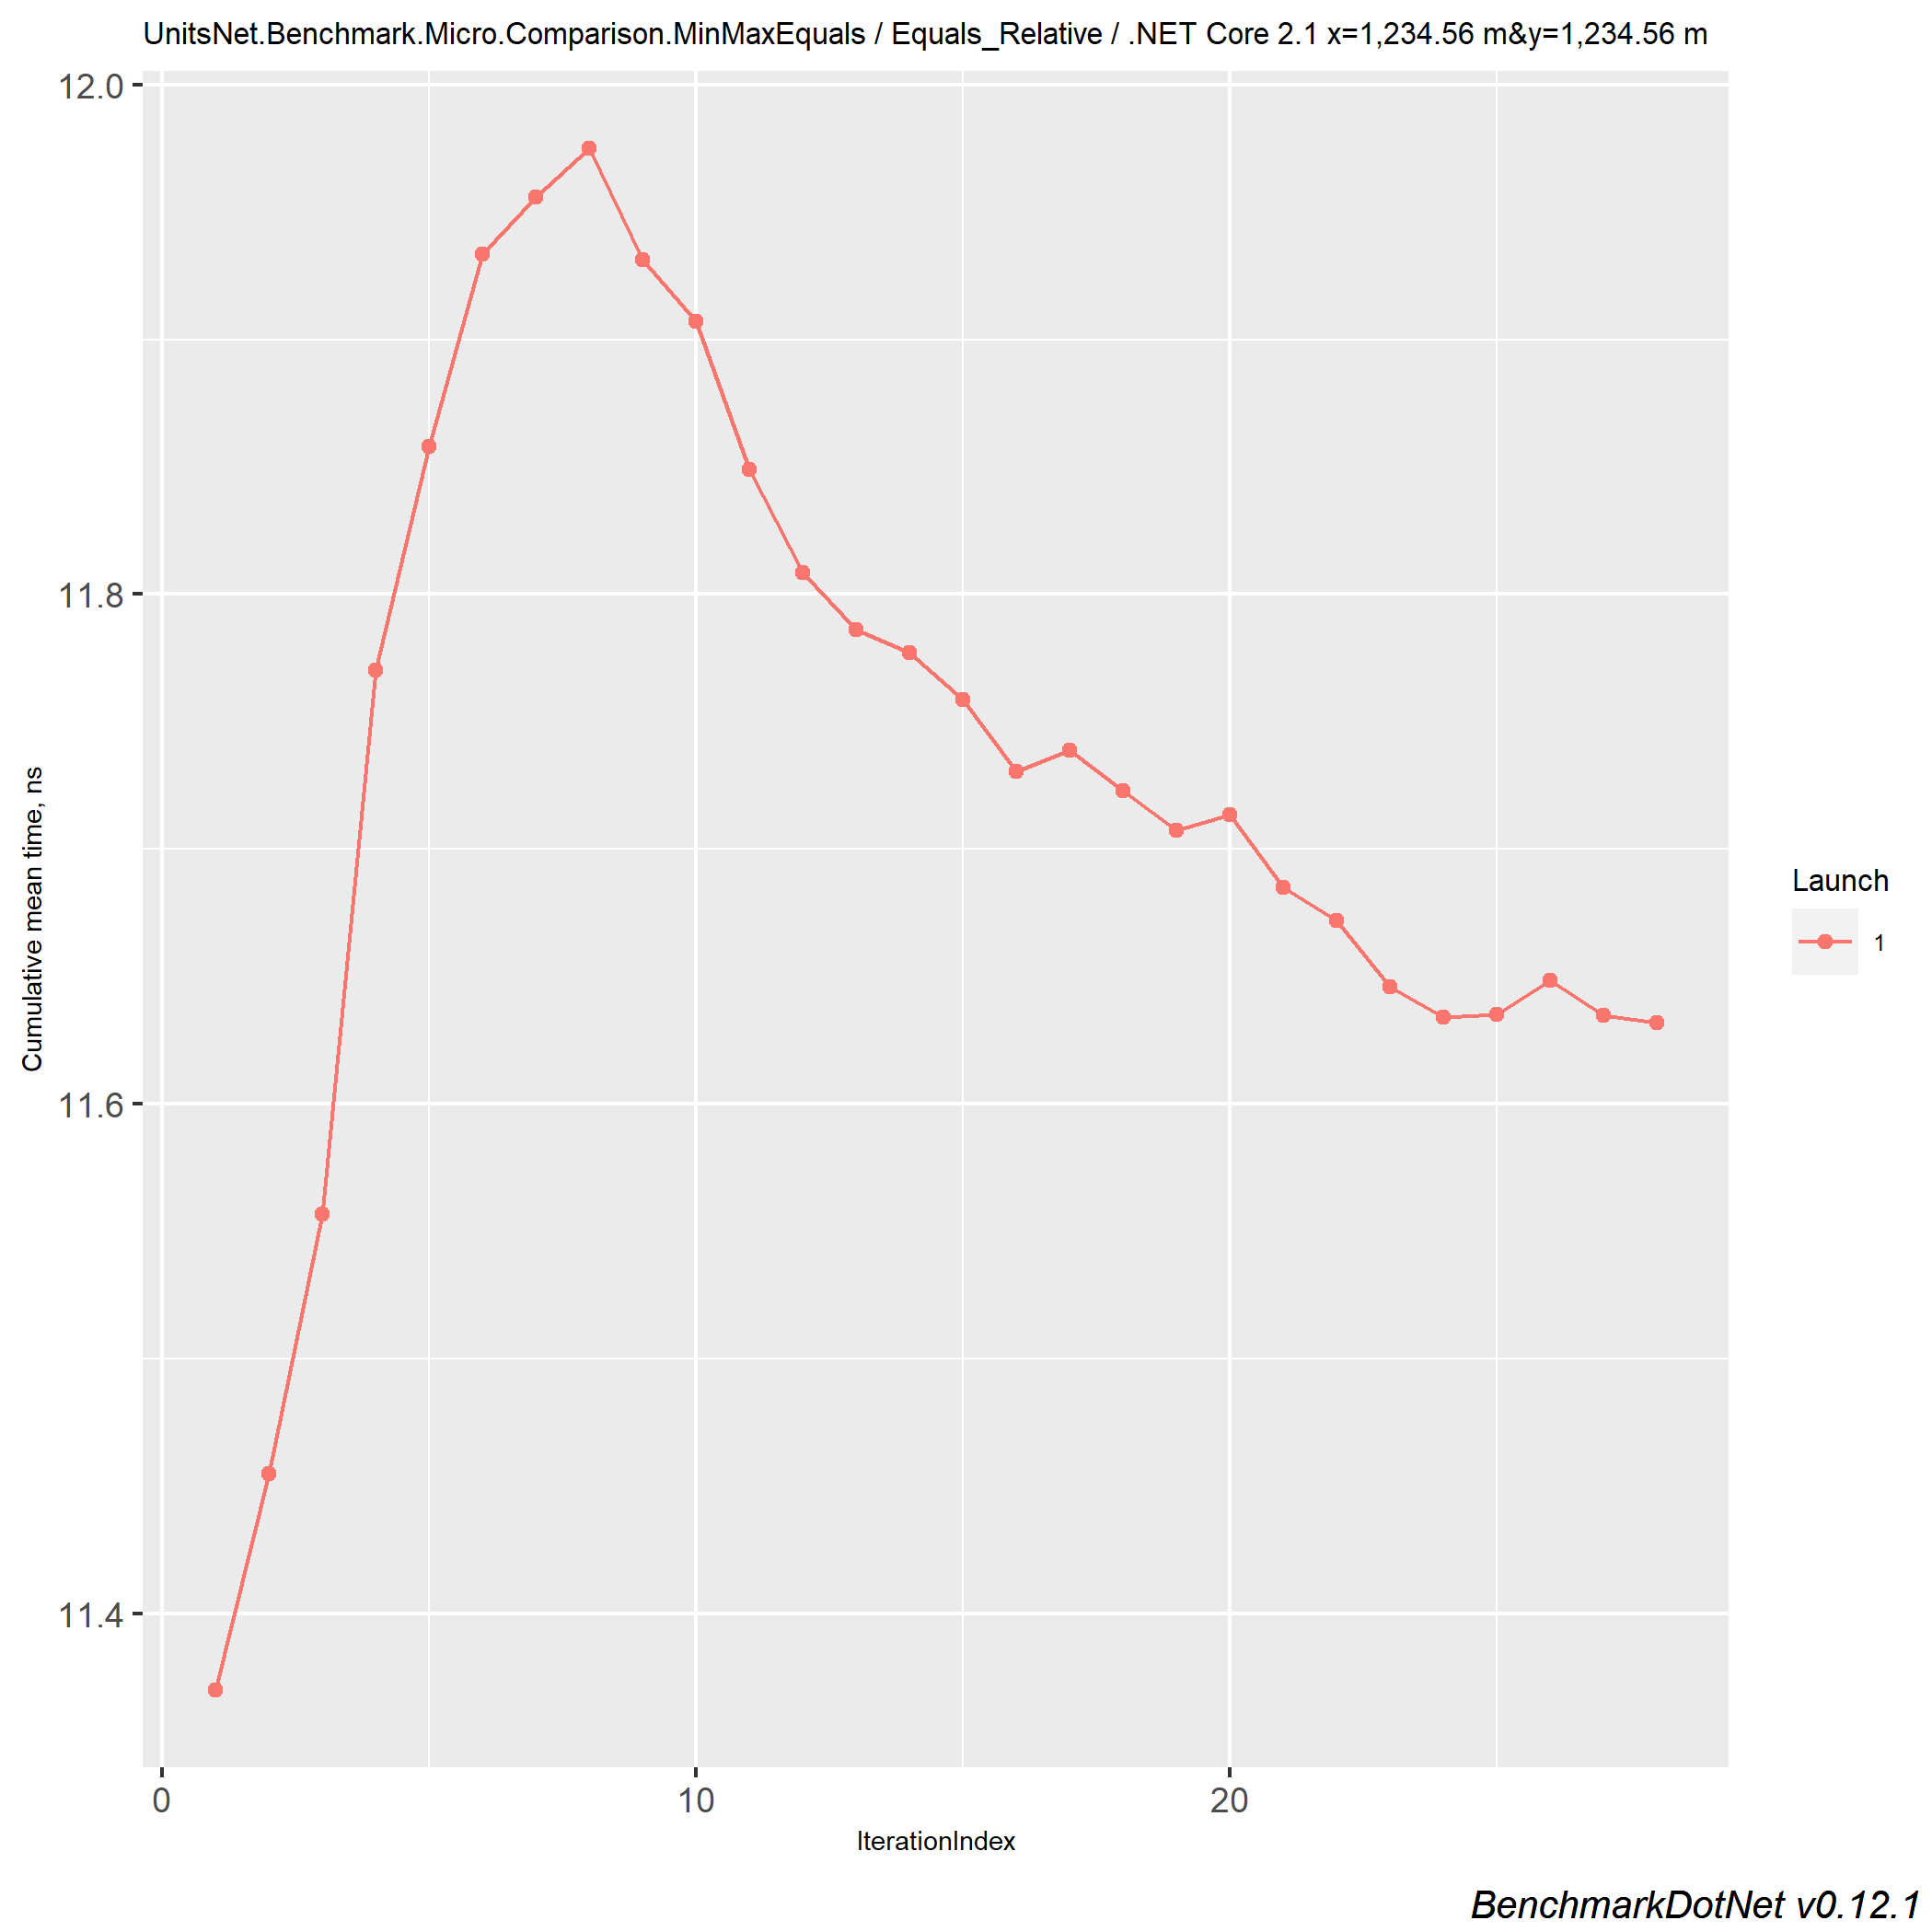 UnitsNet.Benchmark.Micro.Comparison.MinMaxEquals / Equals_Relative / .NET Core 2.1 x=1,234.56 m&y=1,234.56 m
12.0
11.8
11.6
11.4
Cumulative mean time, ns
0
10
20
IterationIndex
Launch
1
BenchmarkDotNet v0.12.1